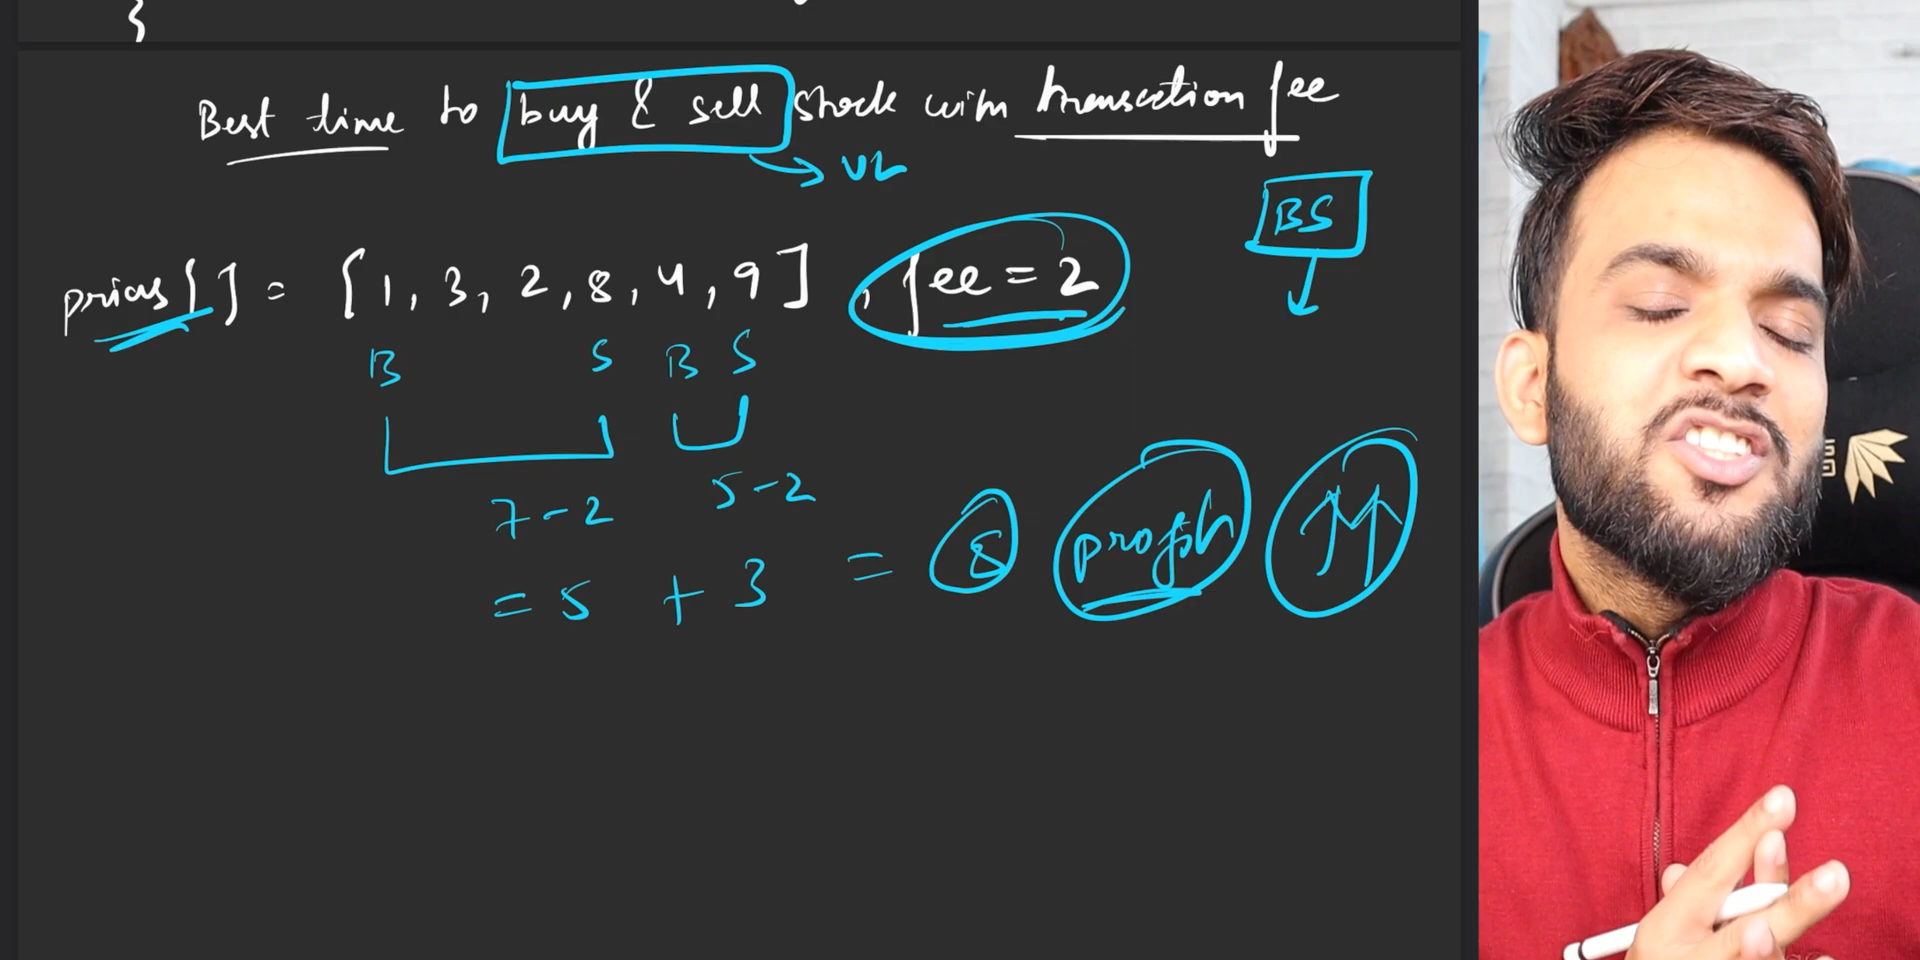 }
Best time to buy & sell stock with transaction fee
UL
BS
prices[] = [1, 3, 2, 8, 4, 9] , fee = 2
B S B S
7-2 5-2
= 5 + 3 = 8 profit